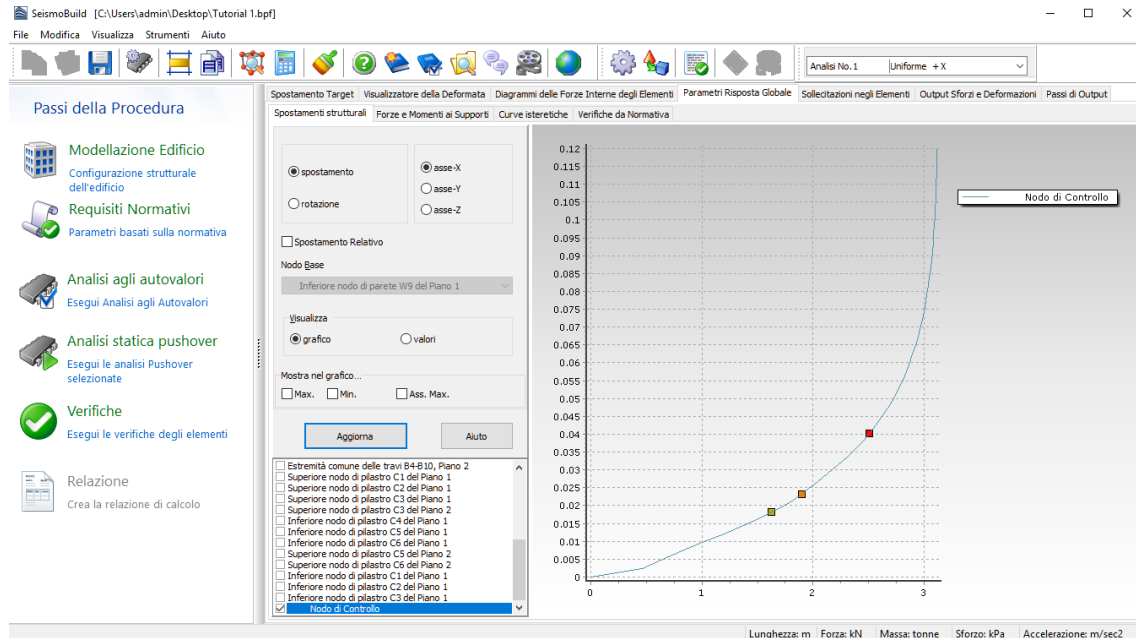 SeismoBuild [C:\Users\admin\Desktop\Tutorial 1.bpf]
File Modifica Visualizza Strumenti Aiuto
Analisi No. 1 Uniforme +X
Passi della Procedura
Modellazione Edificio
Configurazione strutturale
dell'edificio
Requisiti Normativi
Parametri basati sulla normativa
Analisi agli autovalori
Esegui Analisi agli Autovalori
Analisi statica pushover
Esegui le analisi Pushover
selezionate
Verifiche
Esegui le verifiche degli elementi
Relazione
Crea la relazione di calcolo
Spostamento Target Visualizzatore della Deformata Diagrammi delle Forze Interne degli Elementi Parametri Risposta Globale Sollecitazioni negli Elementi Output Sforzi e Deformazioni Passi di Output
Spostamenti strutturali Forze e Momenti ai Supporti Curve isteretiche Verifiche da Normativa
spostamento
rotazione
asse-X
asse-Y
asse-Z
Spostamento Relativo
Nodo Base
Inferiore nodo di parete W9 del Piano 1
Visualizza
grafico valori
Mostra nel grafico...
Max. Min. Ass. Max.
Aggiorna Aiuto
Estremità comune delle travi B4-B10, Piano 2
Superiore nodo di pilastro C1 del Piano 1
Superiore nodo di pilastro C2 del Piano 1
Superiore nodo di pilastro C3 del Piano 1
Superiore nodo di pilastro C3 del Piano 2
Inferiore nodo di pilastro C4 del Piano 1
Inferiore nodo di pilastro C5 del Piano 1
Inferiore nodo di pilastro C6 del Piano 1
Superiore nodo di pilastro C5 del Piano 2
Superiore nodo di pilastro C6 del Piano 2
Inferiore nodo di pilastro C1 del Piano 1
Inferiore nodo di pilastro C2 del Piano 1
Inferiore nodo di pilastro C3 del Piano 1
Nodo di Controllo
0.12
0.115
0.11
0.105
0.1
0.095
0.09
0.085
0.08
0.075
0.07
0.065
0.06
0.055
0.05
0.045
0.04
0.035
0.03
0.025
0.02
0.015
0.01
0.005
0
0 1 2 3
Nodo di Controllo
Lunghezza: m Forza: kN Massa: tonne Sforzo: kPa Accelerazione: m/sec2